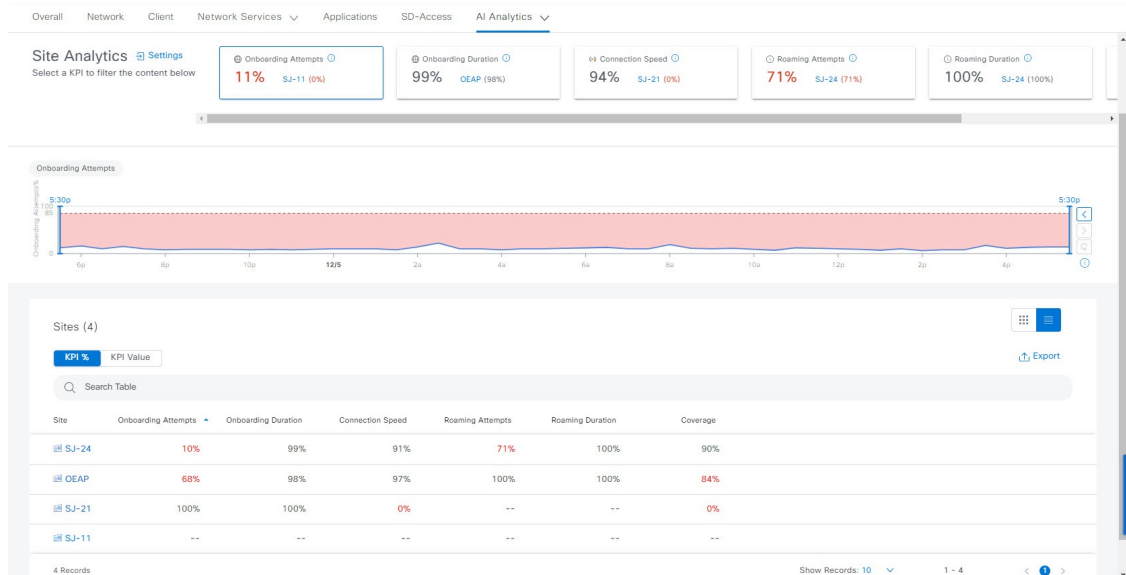 Overall Network Client Network Services Applications SD-Access AI Analytics
Site Analytics Settings
Select a KPI to filter the content below
Onboarding Attempts
11% SJ-11 (0%)
Onboarding Duration
99% OEAP (98%)
Connection Speed
94% SJ-21 (0%)
Roaming Attempts
71% SJ-24 (71%)
Roaming Duration
100% SJ-24 (100%)
Onboarding Attempts
Onboarding Attempts%
5:30p 5:30p
100
85
0
6p 8p 10p 12/5 2a 4a 6a 8a 10a 12p 2p 4p
Sites (4)
KPI % KPI Value
Export
Search Table
Site Onboarding Attempts Onboarding Duration Connection Speed Roaming Attempts Roaming Duration Coverage
SJ-24 10% 99% 91% 71% 100% 90%
OEAP 68% 98% 97% 100% 100% 84%
SJ-21 100% 100% 0% -- -- 0%
SJ-11 -- -- -- -- -- --
4 Records Show Records: 10 1 - 4 < 1 >